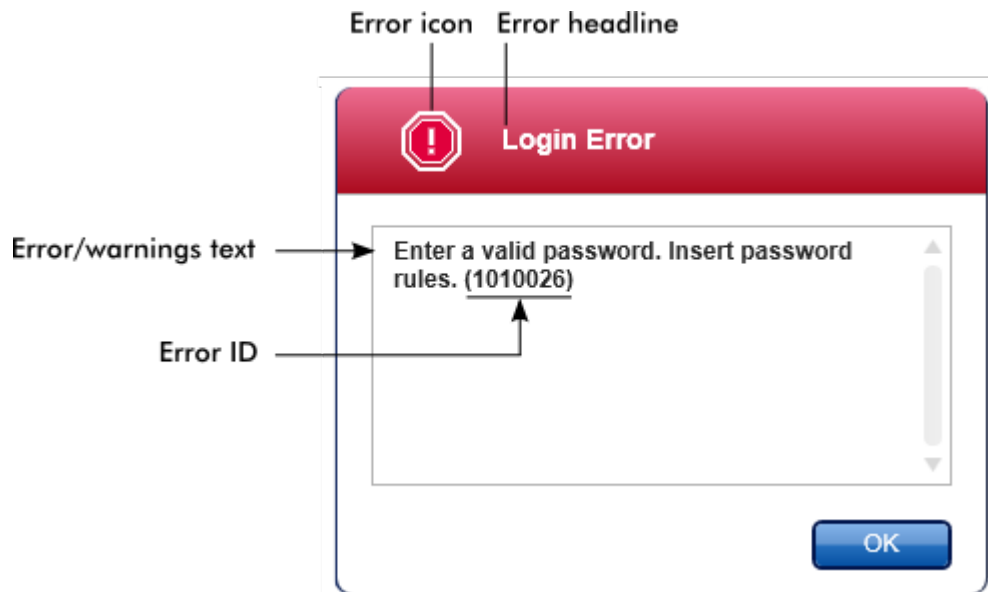 Error icon Error headline
! Login Error
Error/warnings text
Enter a valid password. Insert password
rules. (1010026)
Error ID
OK